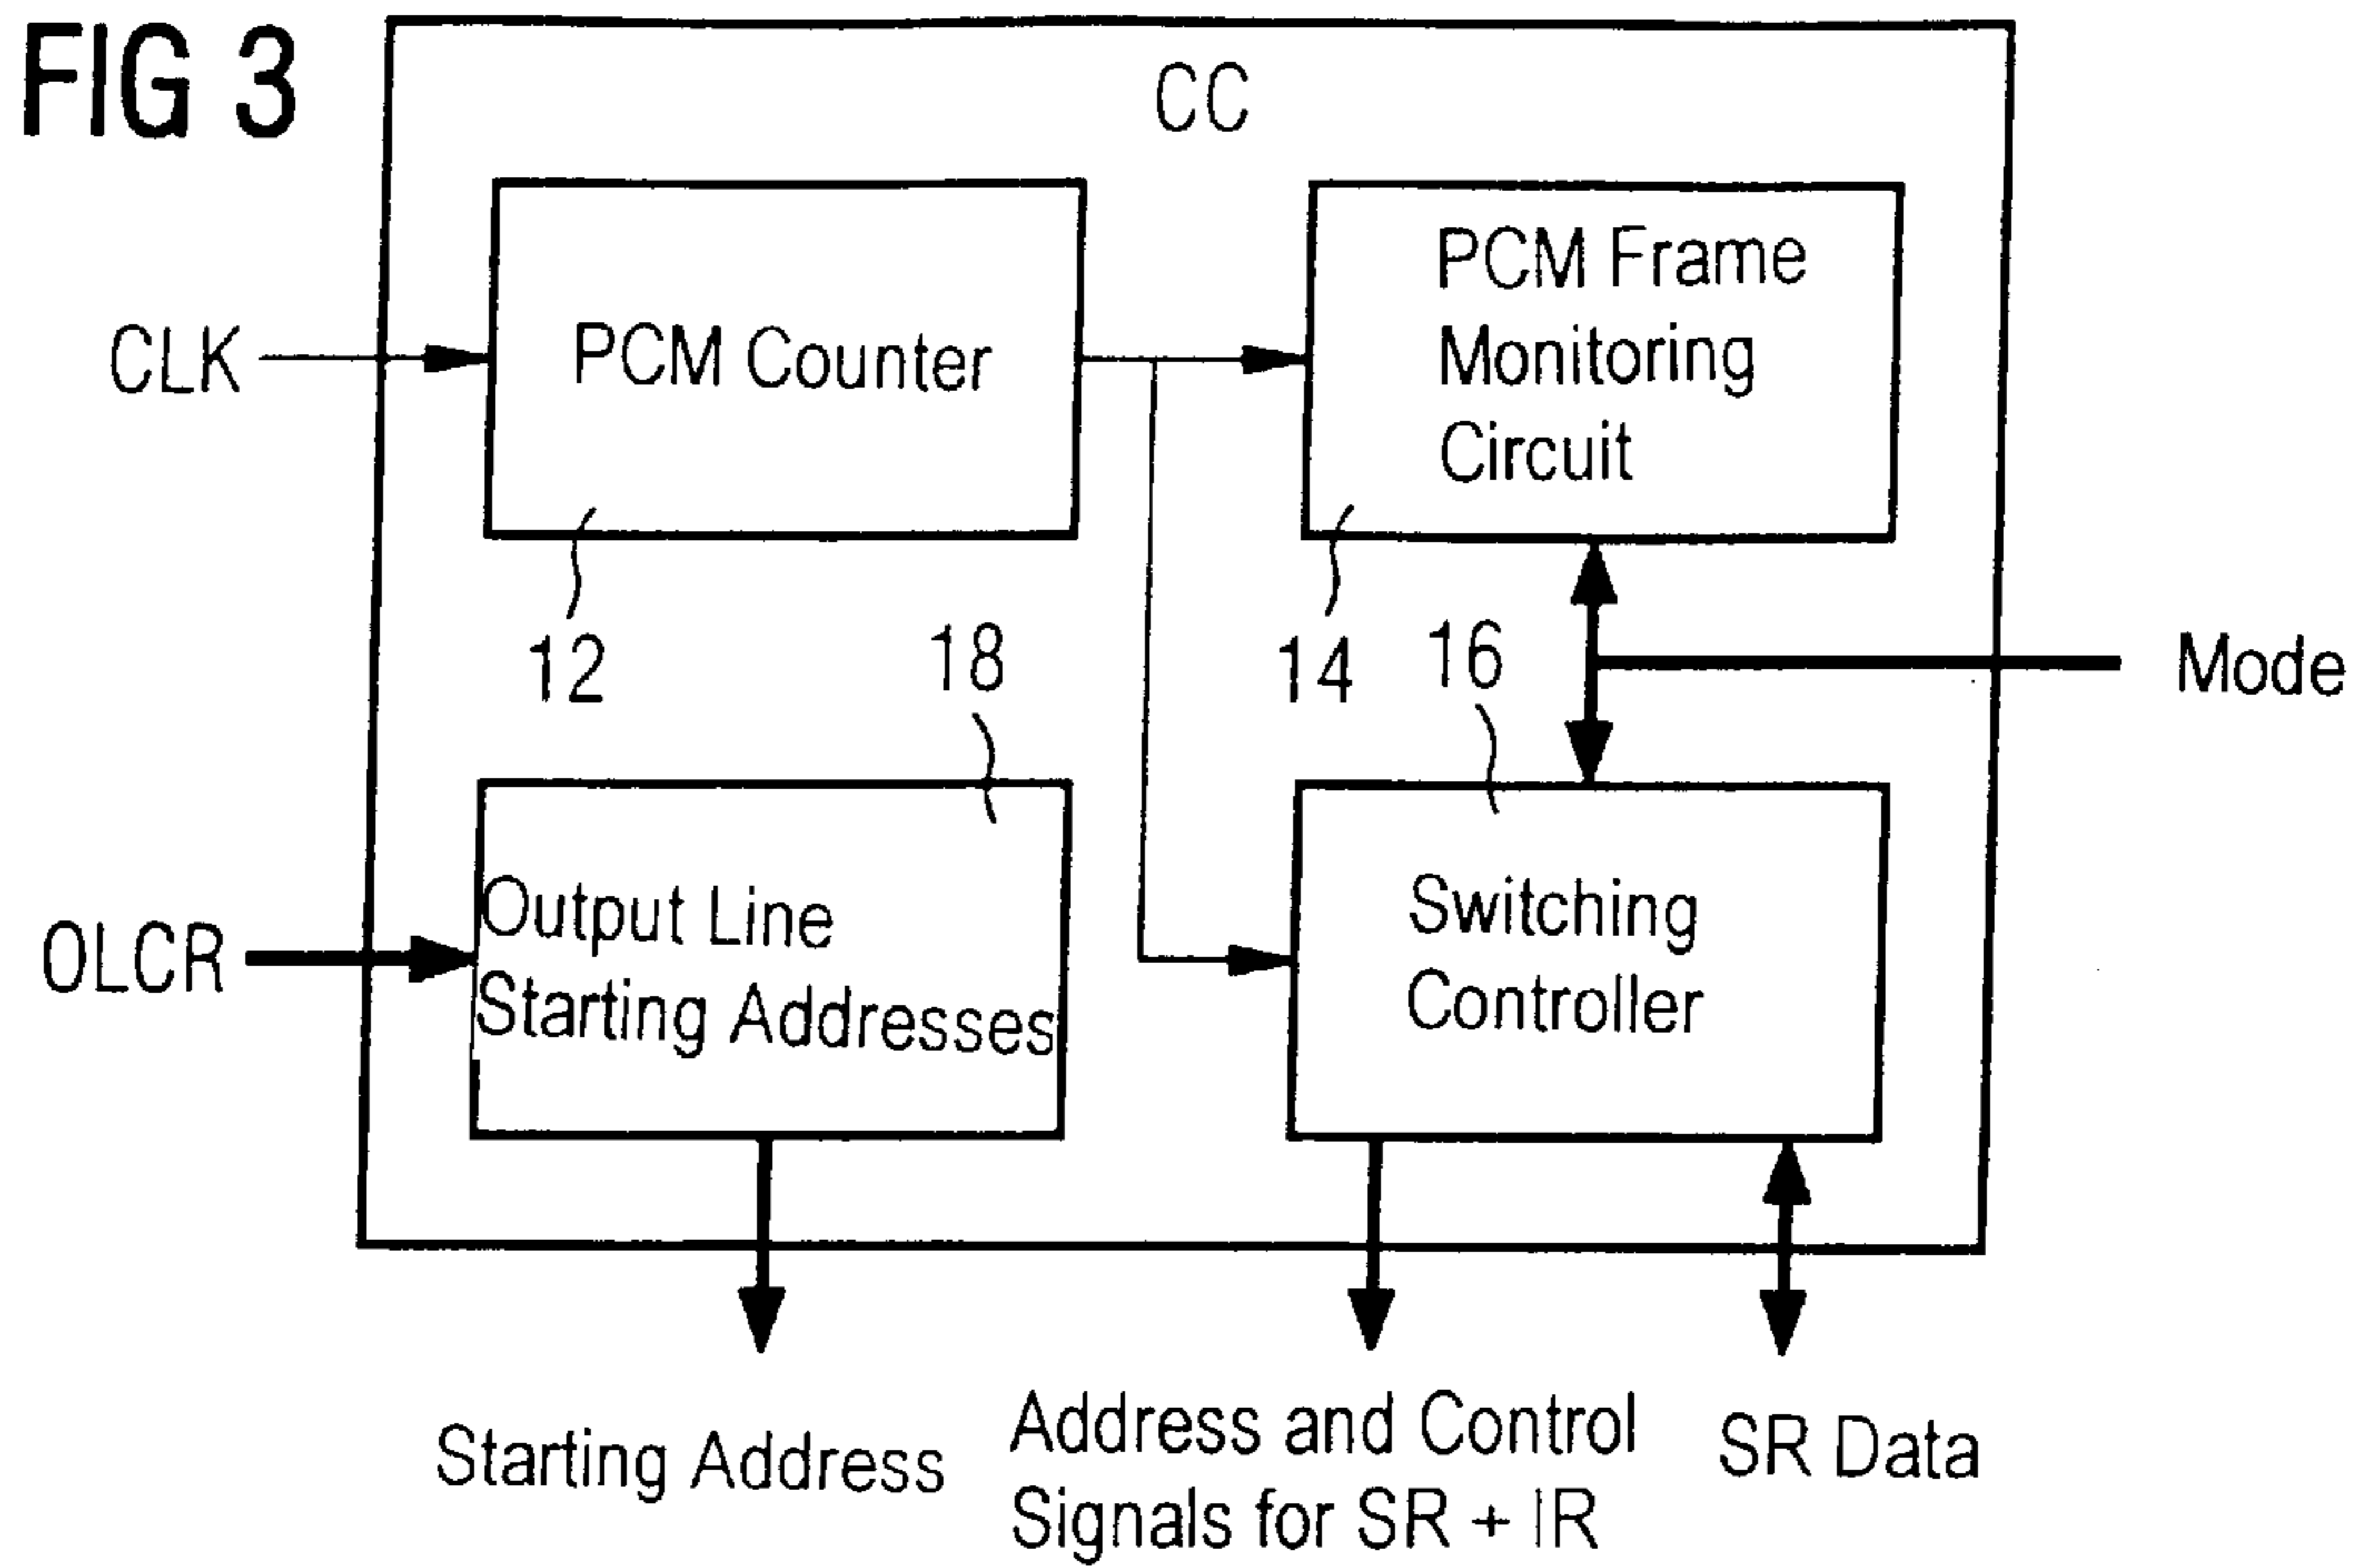 FIG 3
CC
CLK
PCM Counter
PCM Frame
Monitoring
Circuit
12
18
14
16
Mode
OLCR
Output Line
Starting Addresses
Switching
Controller
Starting Address
Address and Control
Signals for SR + IR
SR Data